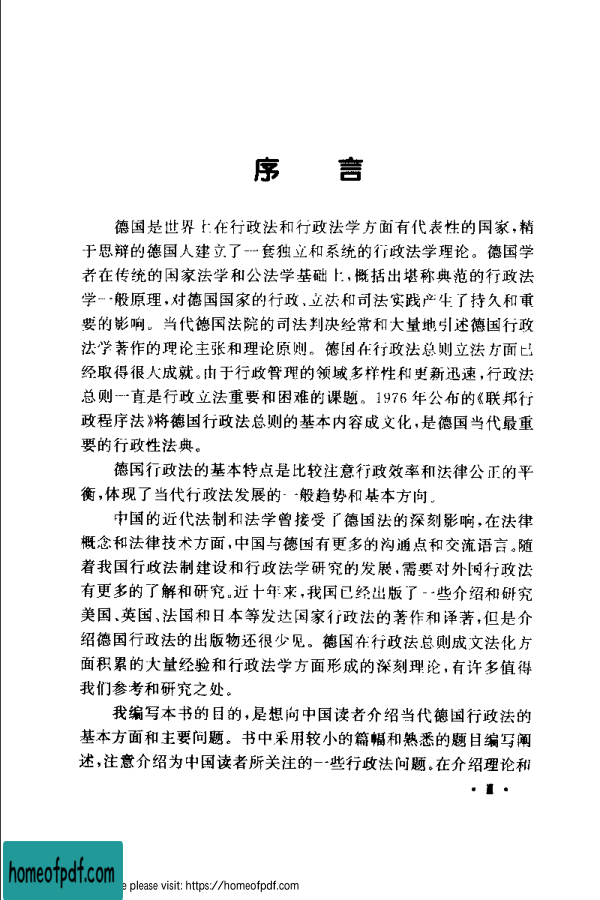 序 言
德国是世界上在行政法和行政法学方面有代表性的国家,精
于思辩的德国人建立了一套独立和系统的行政法学理论。德国学
者在传统的国家法学和公法学基础上,概括出堪称典范的行政法
学一般原理,对德国国家的行政、立法和司法实践产生了持久和重
要的影响。当代德国法院的司法判决经常和大量地引述德国行政
法学著作的理论主张和理论原则。德国在行政法总则立法方面已
经取得很大成就。由于行政管理的领域多样性和更新迅速,行政法
总则一直是行政立法重要和困难的课题。1976年公布的《联邦行
政程序法》将德国行政法总则的基本内容成文化,是德国当代最重
要的行政性法典。
德国行政法的基本特点是比较注意行政效率和法律公正的平
衡,体现了当代行政法发展的一般趋势和基本方向。
中国的近代法制和法学曾接受了德国法的深刻影响,在法律
概念和法律技术方面,中国与德国有更多的沟通点和交流语言。随
着我国行政法制建设和行政法学研究的发展,需要对外国行政法
有更多的了解和研究。近十年来,我国已经出版了一些介绍和研究
美国、英国、法国和日本等发达国家行政法的著作和译著,但是介
绍德国行政法的出版物还很少见。德国在行政法总则成文法化方
面积累的大量经验和行政法学方面形成的深刻理论,有许多值得
我们参考和研究之处。
我编写本书的目的,是想向中国读者介绍当代德国行政法的
基本方面和主要问题。书中采用较小的篇幅和熟悉的题目编写阐
述,注意介绍为中国读者所关注的一些行政法问题。在介绍理论和
homeofpdf.com
e please visit: https://homeofpdf.com